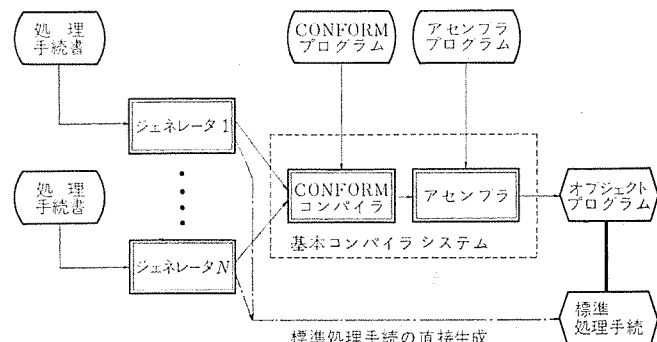 処理
手続書
CONFORM
プログラム
アセンブラ
プログラム
ジェネレータ1
処理
手続書
CONFORM
コンパイラ
アセンブラ
オブジェクト
プログラム
基本コンパイラシステム
ジェネレータN
標準
処理手続
標準処理手続の直接生成